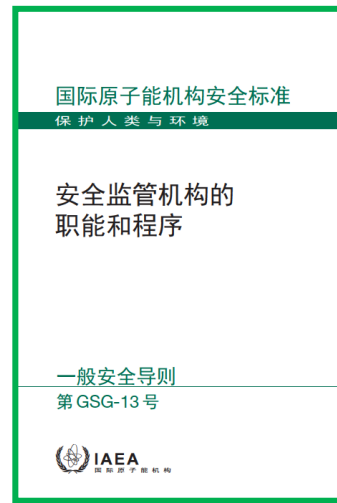 国际原子能机构安全标准
保护人类与环境
安全监管机构的
职能和程序
一般安全导则
第 GSG-13 号
IAEA
国际原子能机构